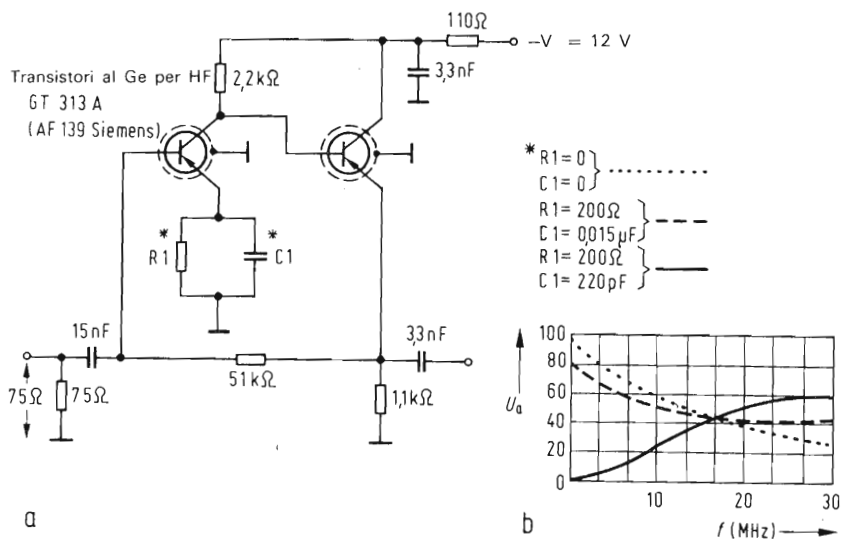 110Ω
−V = 12 V
Transistori al Ge per HF
GT 313 A
(AF 139 Siemens)
2,2kΩ
3,3nF
* R1=0
C1=0
R1=200Ω
C1=0,015µF
R1=200Ω
C1=220pF
*
R1
*
C1
15nF
51kΩ
3,3nF
75Ω
75Ω
1,1kΩ
a
100
80
60
40
20
0
Ua
10
20
30
f (MHz)
b